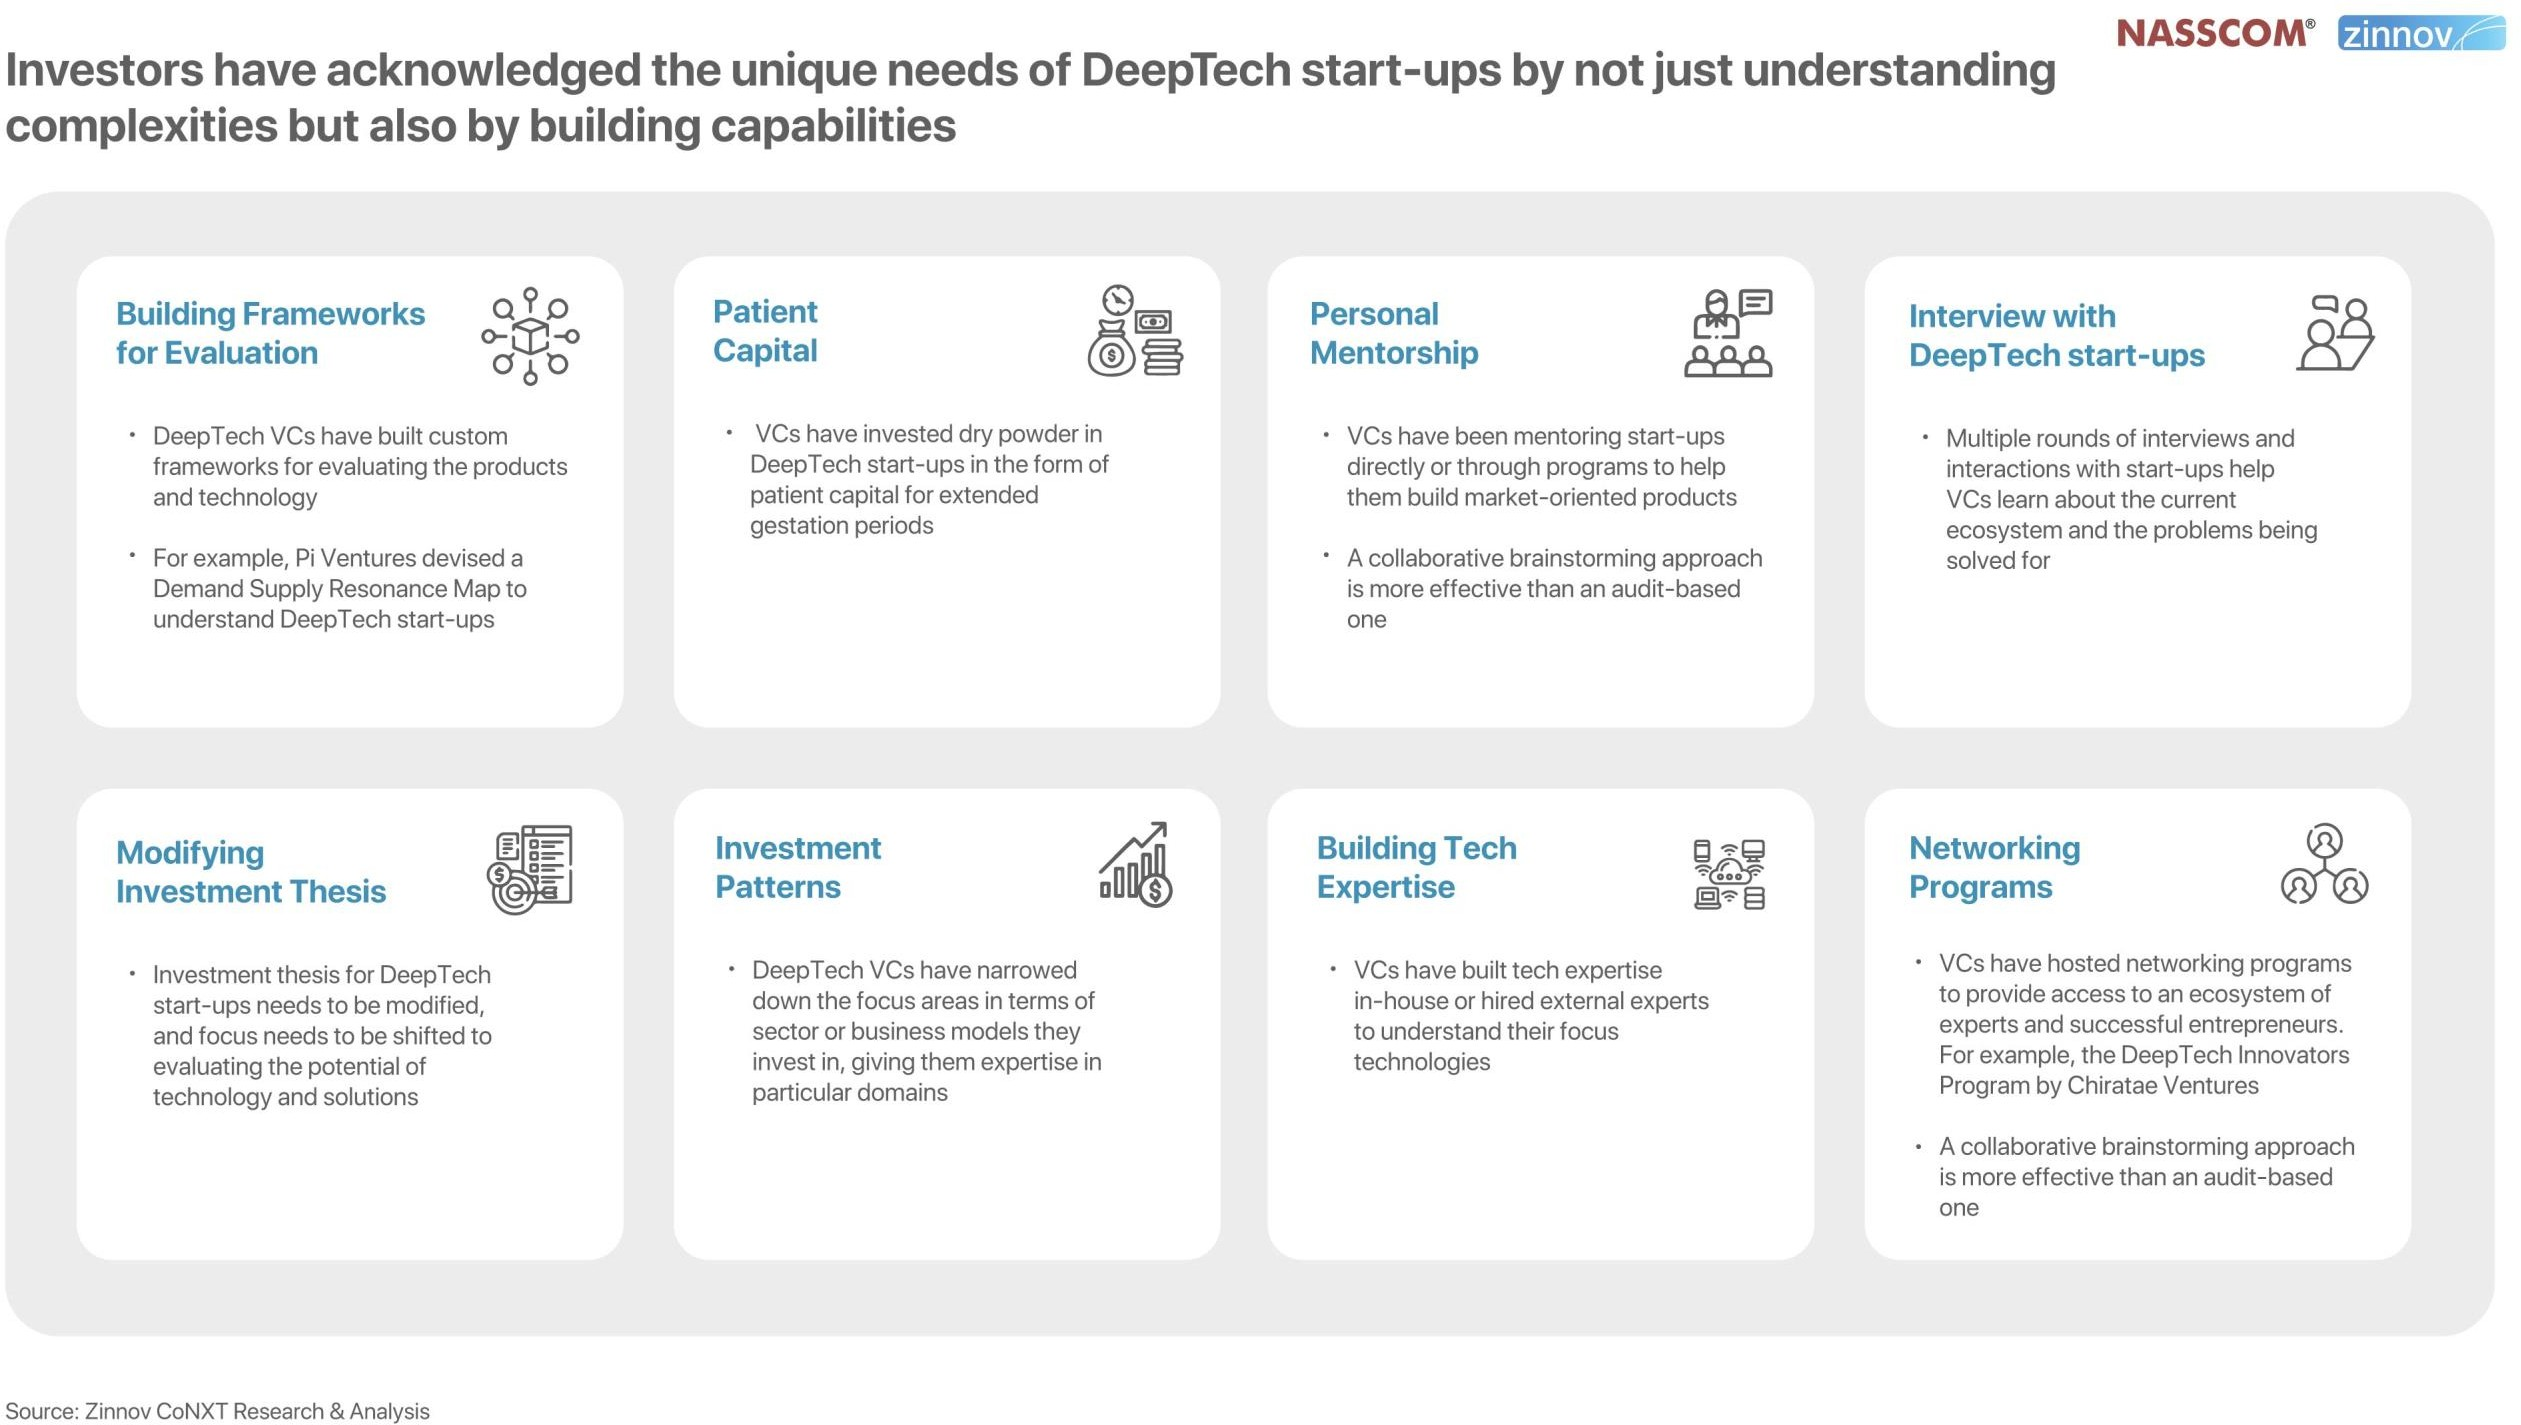 NASSCOM®
zinnov
Investors have acknowledged the unique needs of DeepTech start-ups by not just understanding
complexities but also by building capabilities
Building Frameworks
for Evaluation
• DeepTech VCs have built custom
frameworks for evaluating the products
and technology
• For example, Pi Ventures devised a
Demand Supply Resonance Map to
understand DeepTech start-ups
Patient
Capital
• VCs have invested dry powder in
DeepTech start-ups in the form of
patient capital for extended
gestation periods
Personal
Mentorship
• VCs have been mentoring start-ups
directly or through programs to help
them build market-oriented products
• A collaborative brainstorming approach
is more effective than an audit-based
one
Interview with
DeepTech start-ups
• Multiple rounds of interviews and
interactions with start-ups help
VCs learn about the current
ecosystem and the problems being
solved for
Modifying
Investment Thesis
• Investment thesis for DeepTech
start-ups needs to be modified,
and focus needs to be shifted to
evaluating the potential of
technology and solutions
Investment
Patterns
• DeepTech VCs have narrowed
down the focus areas in terms of
sector or business models they
invest in, giving them expertise in
particular domains
Building Tech
Expertise
• VCs have built tech expertise
in-house or hired external experts
to understand their focus
technologies
Networking
Programs
• VCs have hosted networking programs
to provide access to an ecosystem of
experts and successful entrepreneurs.
For example, the DeepTech Innovators
Program by Chiratae Ventures
• A collaborative brainstorming approach
is more effective than an audit-based
one
Source: Zinnov CoNXT Research & Analysis